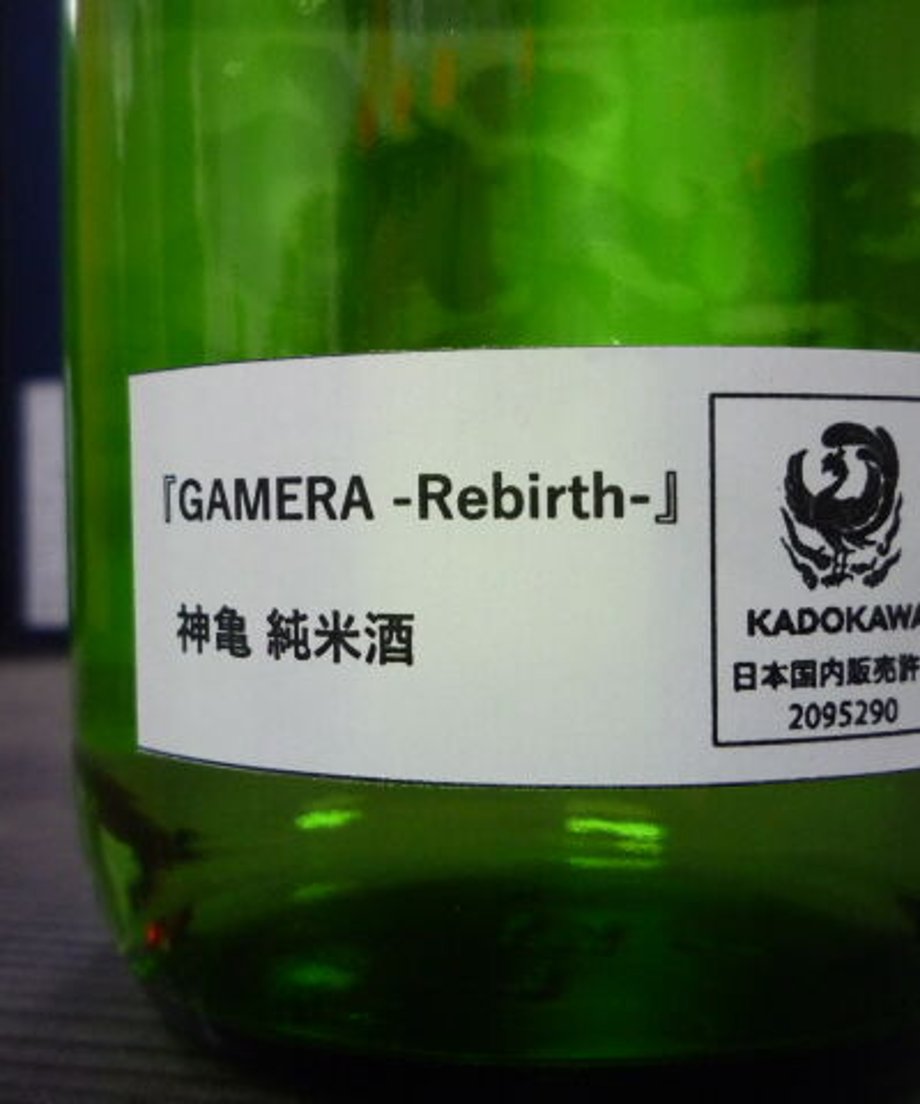 『GAMERA -Rebirth-』
神亀 純米酒
KADOKAWA
日本国内販売許
2095290